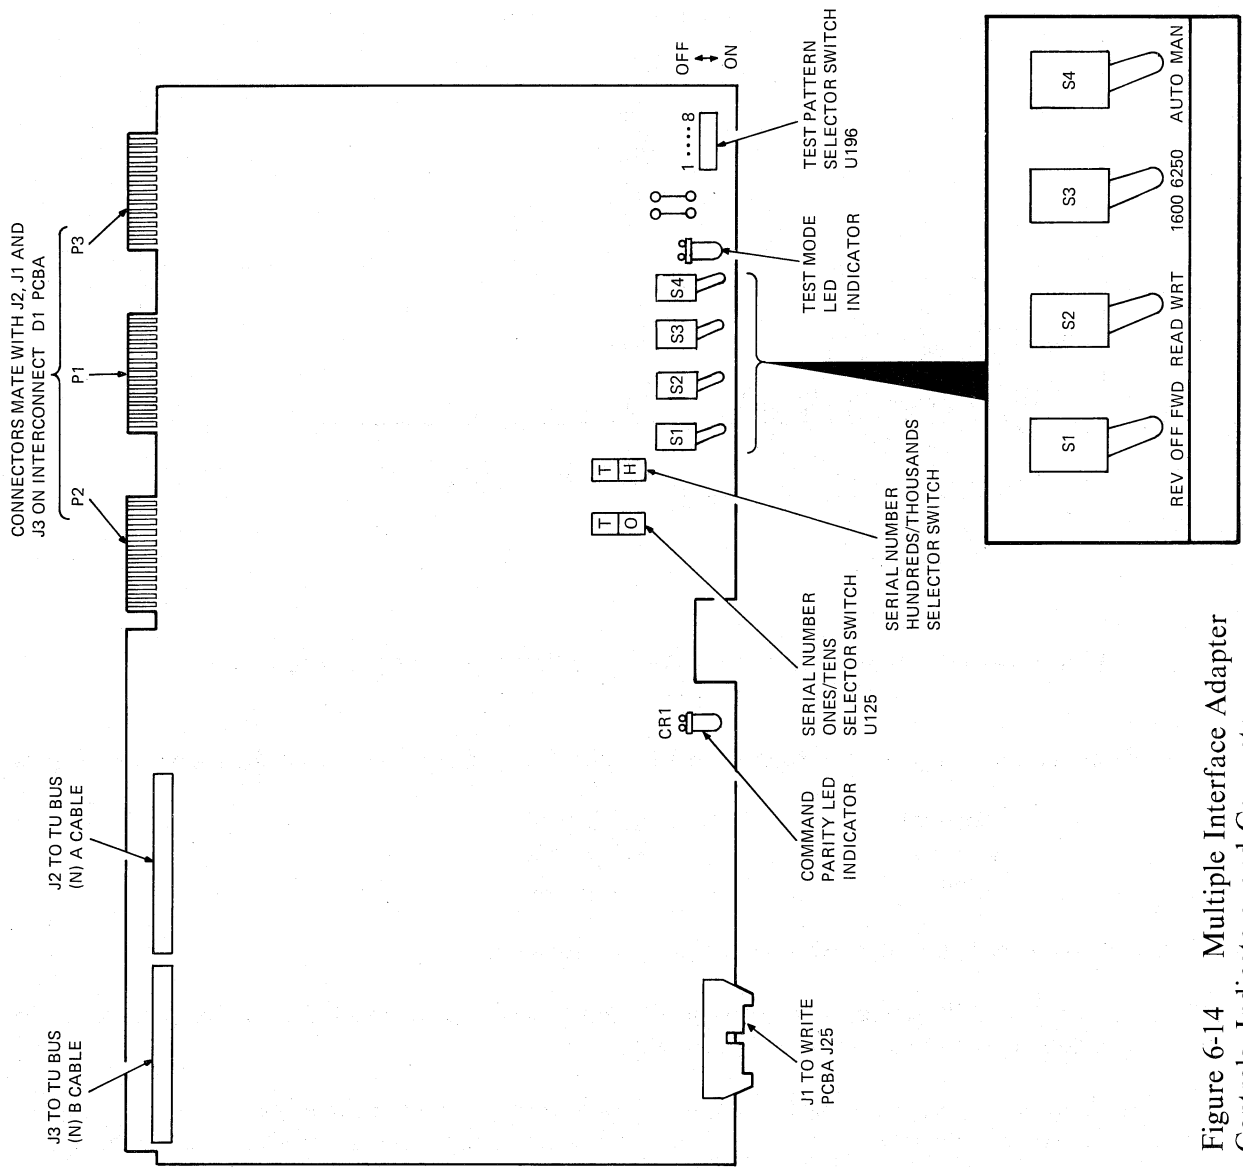 CONNECTORS MATE WITH J2, J1 AND
J3 ON INTERCONNECT D1 PCBA
P2
P1
P3
J3 TO TU BUS
(N) B CABLE
J2 TO TU BUS
(N) A CABLE
OFF
ON
1 •••• 8
TEST PATTERN
SELECTOR SWITCH
U196
TEST MODE
LED
INDICATOR
S1
S2
S3
S4
T
H
T
O
SERIAL NUMBER
HUNDREDS/THOUSANDS
SELECTOR SWITCH
SERIAL NUMBER
ONES/TENS
SELECTOR SWITCH
U125
CR1
COMMAND
PARITY LED
INDICATOR
J1 TO WRITE
PCBA J25
S1
S2
S3
S4
REV OFF FWD READ WRT 1600 6250 AUTO MAN
Figure 6-14 Multiple Interface Adapter